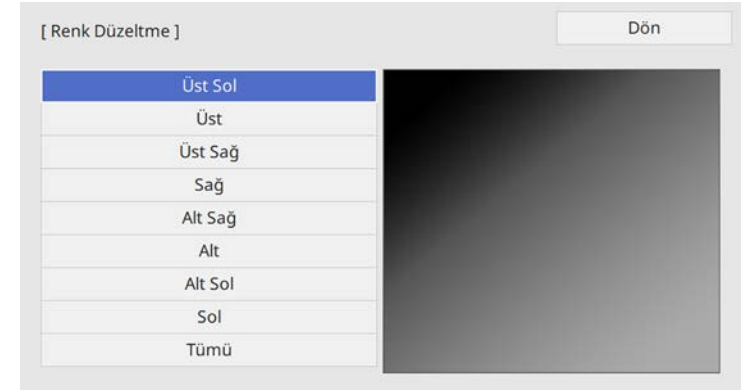 [ Renk Düzeltme ]
Dön
Üst Sol
Üst
Üst Sağ
Sağ
Alt Sağ
Alt
Alt Sol
Sol
Tümü